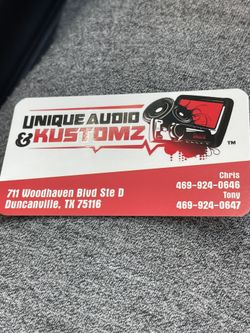 UNIQUE AUDIO
& KUSTOMZ
TM
Chris
469-924-0646
Tony
469-924-0647
711 Woodhaven Blvd Ste D
Duncanville, TX 75116